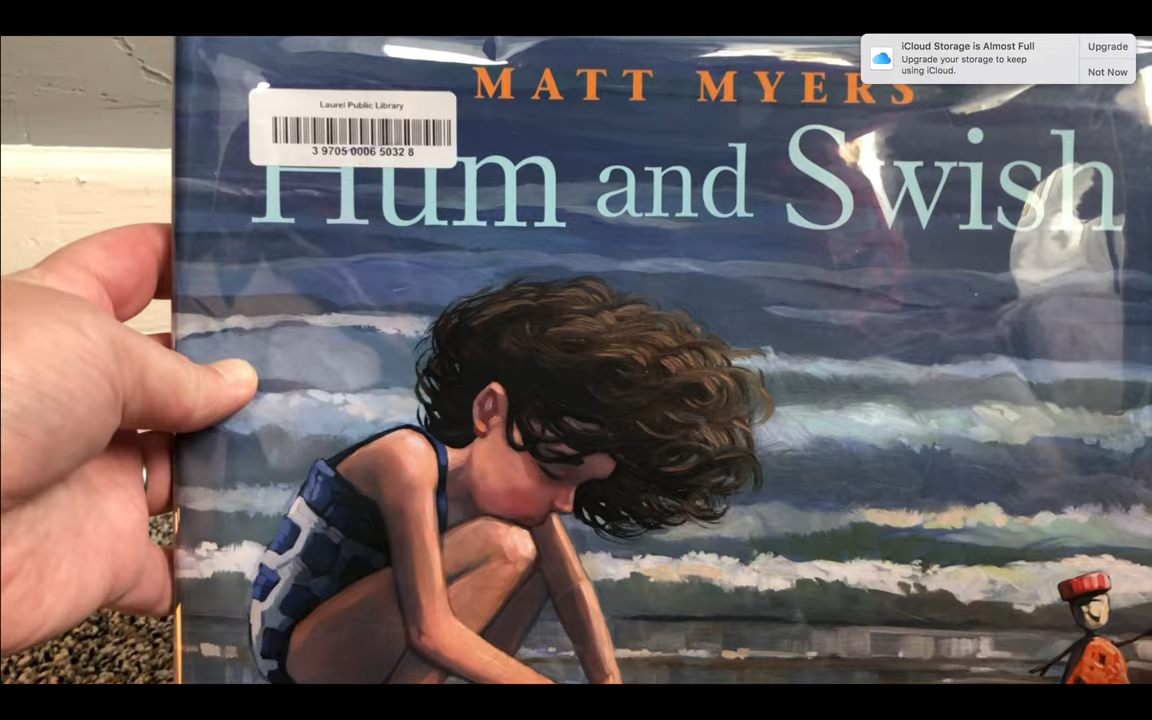 MATT MYERS
Laurel Public Library
3 9705 0006 5032 8
Hum and Swish
iCloud Storage is Almost Full
Upgrade your storage to keep
using iCloud.
Upgrade
Not Now